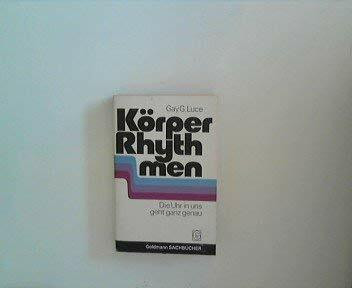 Gay G. Luce
Körper
Rhyth
men
Die Uhr in uns
geht ganz genau
G
Goldmann SACHBÜCHER